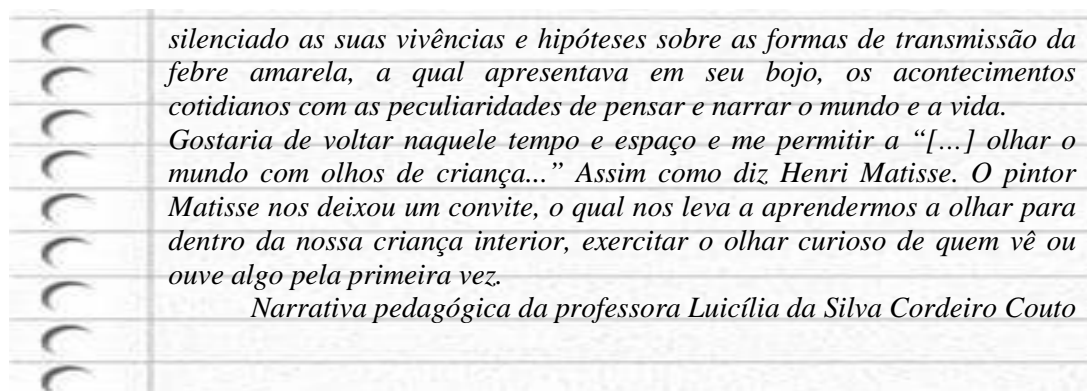 silenciado as suas vivências e hipóteses sobre as formas de transmissão da
febre amarela, a qual apresentava em seu bojo, os acontecimentos
cotidianos com as peculiaridades de pensar e narrar o mundo e a vida.
Gostaria de voltar naquele tempo e espaço e me permitir a “[…] olhar o
mundo com olhos de criança...” Assim como diz Henri Matisse. O pintor
Matisse nos deixou um convite, o qual nos leva a aprendermos a olhar para
dentro da nossa criança interior, exercitar o olhar curioso de quem vê ou
ouve algo pela primeira vez.
Narrativa pedagógica da professora Luicília da Silva Cordeiro Couto